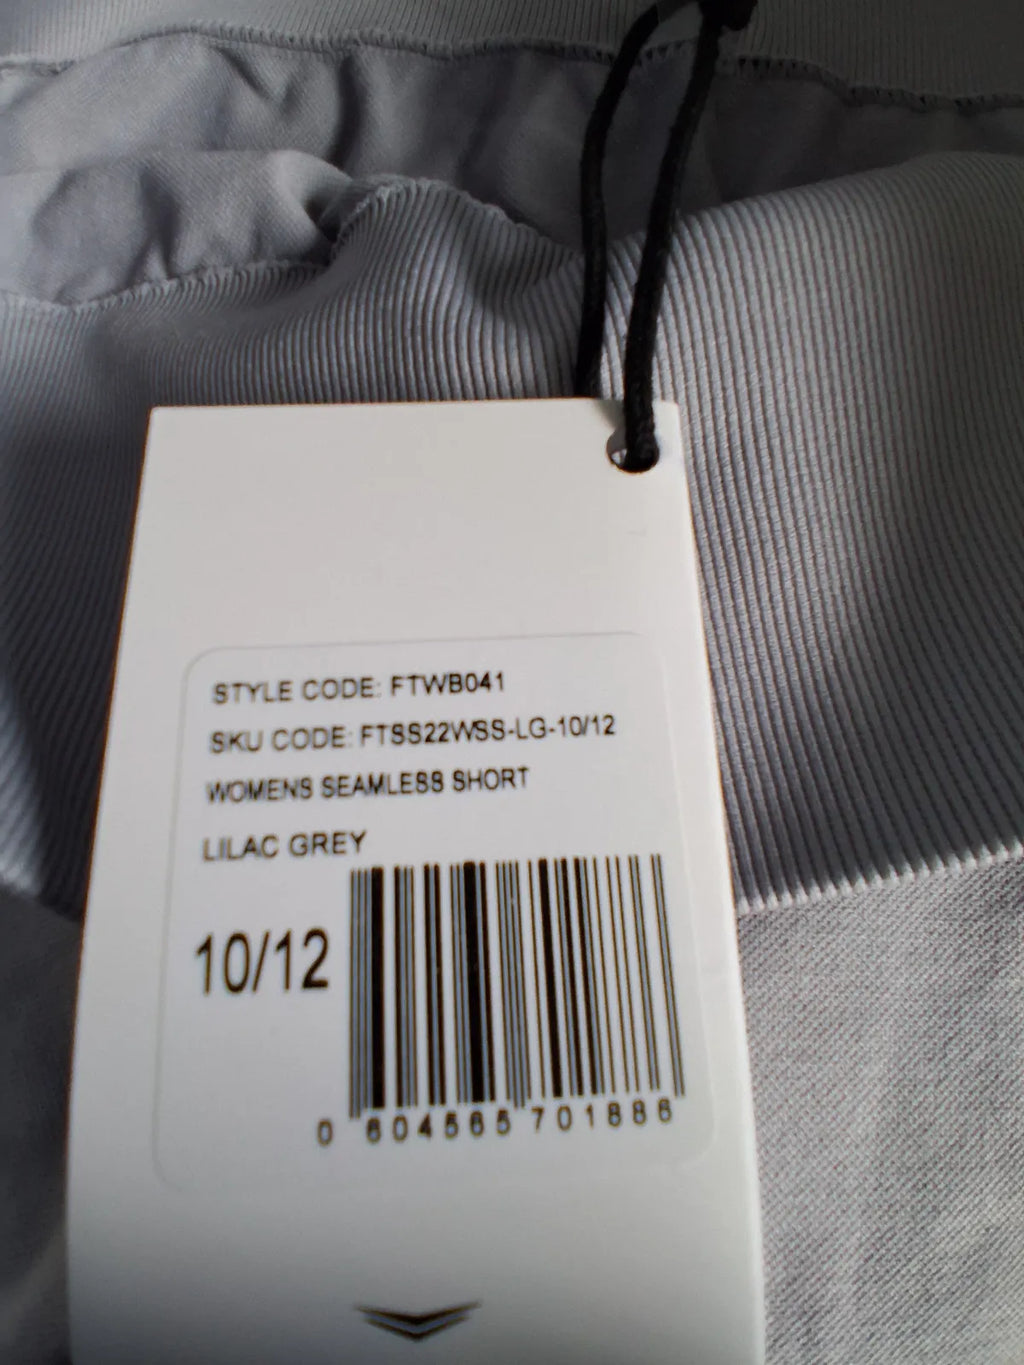 STYLE CODE: FTWB041
SKU CODE: FTSS22WSS-LG-10/12
WOMENS SEAMLESS SHORT
LILAC GREY
10/12
0 604565 701886